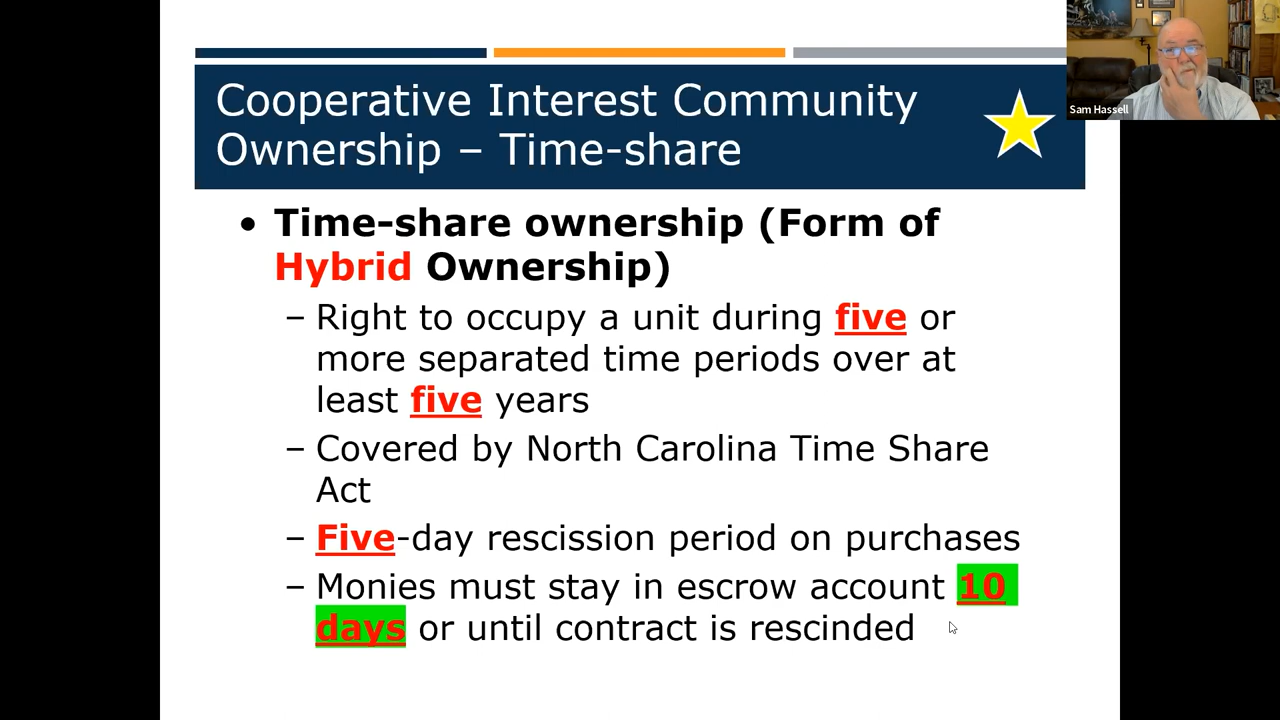 Cooperative Interest Community
Ownership – Time-share
Sam Hassell
• Time-share ownership (Form of
Hybrid Ownership)
– Right to occupy a unit during five or
more separated time periods over at
least five years
– Covered by North Carolina Time Share
Act
– Five-day rescission period on purchases
– Monies must stay in escrow account 10
days or until contract is rescinded